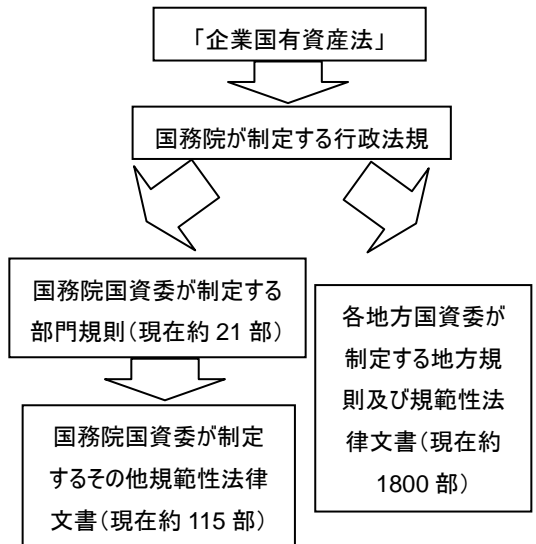 「企業国有資産法」
国務院が制定する行政法規
国務院国資委が制定する
部門規則(現在約 21 部)
国務院国資委が制定
するその他規範性法律
文書(現在約 115 部)
各地方国資委が
制定する地方規
則及び規範性法
律文書(現在約
1800 部)